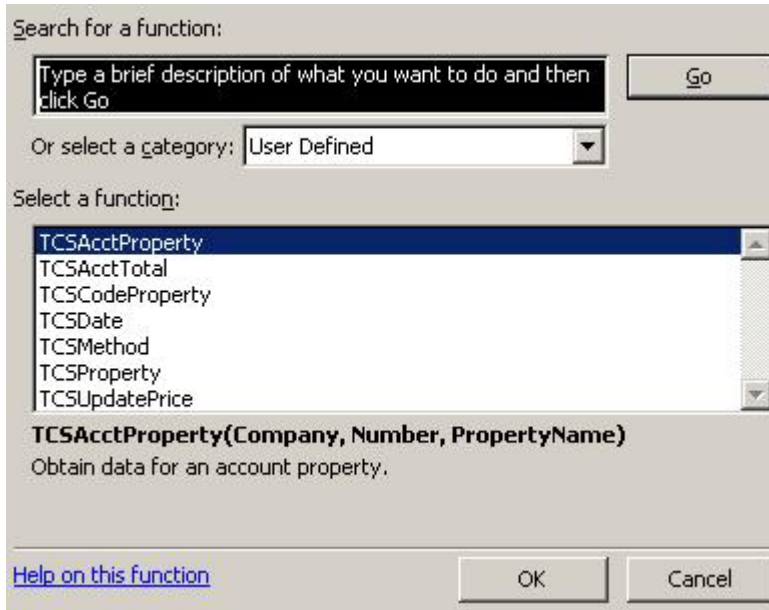 Search for a function:
Type a brief description of what you want to do and then
click Go
Go
Or select a category: User Defined
Select a function:
TCSAcctProperty
TCSAcctTotal
TCSCodeProperty
TCSDate
TCSMethod
TCSProperty
TCSUpdatePrice
TCSAcctProperty(Company, Number, PropertyName)
Obtain data for an account property.
Help on this function
OK
Cancel